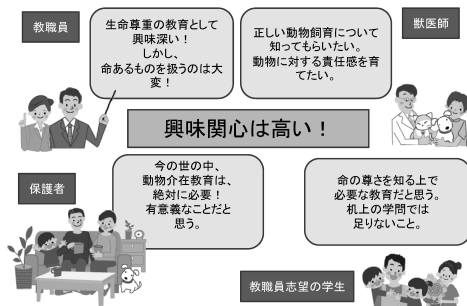 教職員
生命尊重の教育として
興味深い！
しかし、
命あるものを扱うのは大
変！
正しい動物飼育について
知ってもらいたい。
動物に対する責任感を育
てたい。
獣医師
興味関心は高い！
保護者
今の世の中、
動物介在教育は、
絶対に必要！
有意義なことだと
思う。
命の尊さを知る上で
必要な教育だと思う。
机上の学問では
足りないこと。
教職員志望の学生